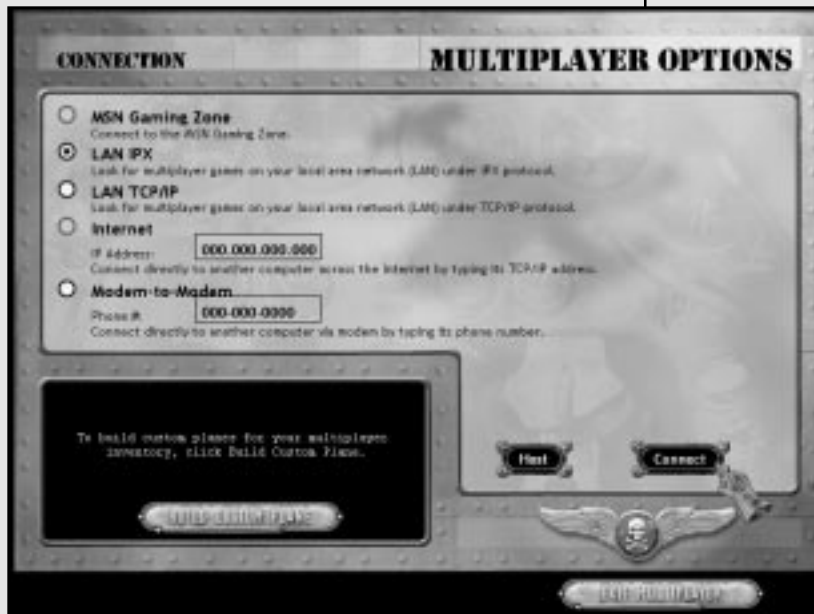 CONNECTION
MULTIPLAYER OPTIONS
MSN Gaming Zone
Connect to the MSN Gaming Zone.
LAN IPX
Look for multiplayer games on your local area network (LAN) under IPX protocol.
LAN TCP/IP
Look for multiplayer games on your local area network (LAN) under TCP/IP protocol.
Internet
IP Address: 000.000.000.000
Connect directly to another computer across the Internet by typing its TCP/IP address.
Modem-to-Modem
Phone #: 000-000-0000
Connect directly to another computer via modem by typing its phone number.
To build custom planes for your multiplayer
inventory, click Build Custom Plane.
Host
Connect
BUILD CUSTOM PLANE
EXIT MULTIPLAYER